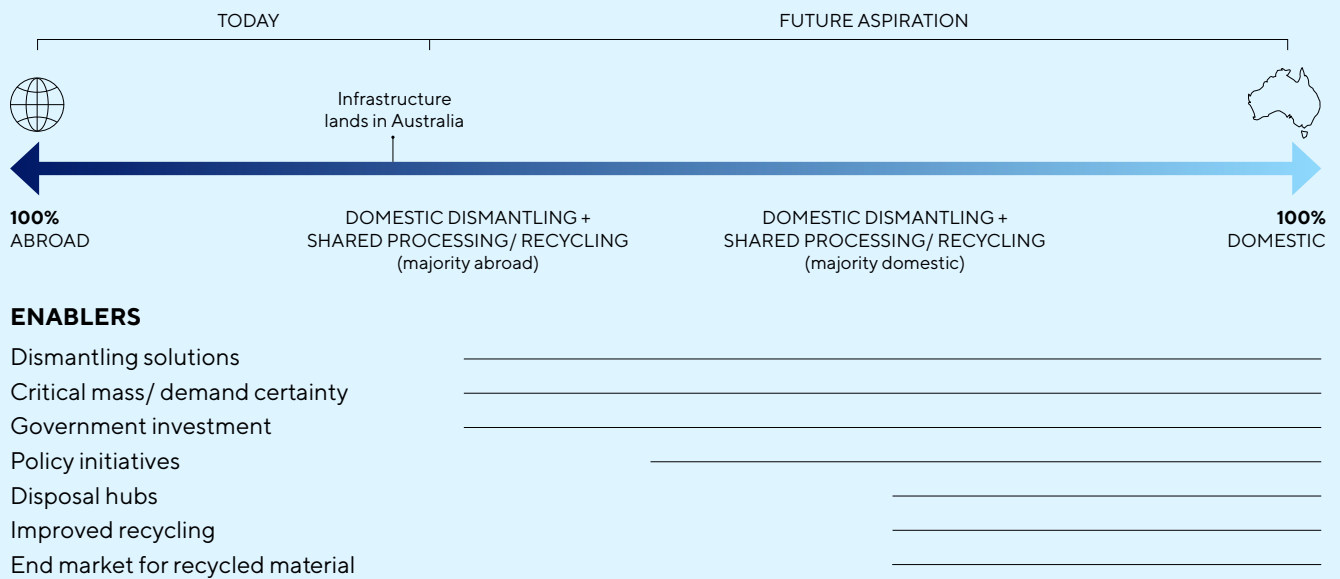 TODAY
FUTURE ASPIRATION
Infrastructure
lands in Australia
100%
ABROAD
DOMESTIC DISMANTLING +
SHARED PROCESSING/ RECYCLING
(majority abroad)
DOMESTIC DISMANTLING +
SHARED PROCESSING/ RECYCLING
(majority domestic)
100%
DOMESTIC
ENABLERS
Dismantling solutions
Critical mass/ demand certainty
Government investment
Policy initiatives
Disposal hubs
Improved recycling
End market for recycled material